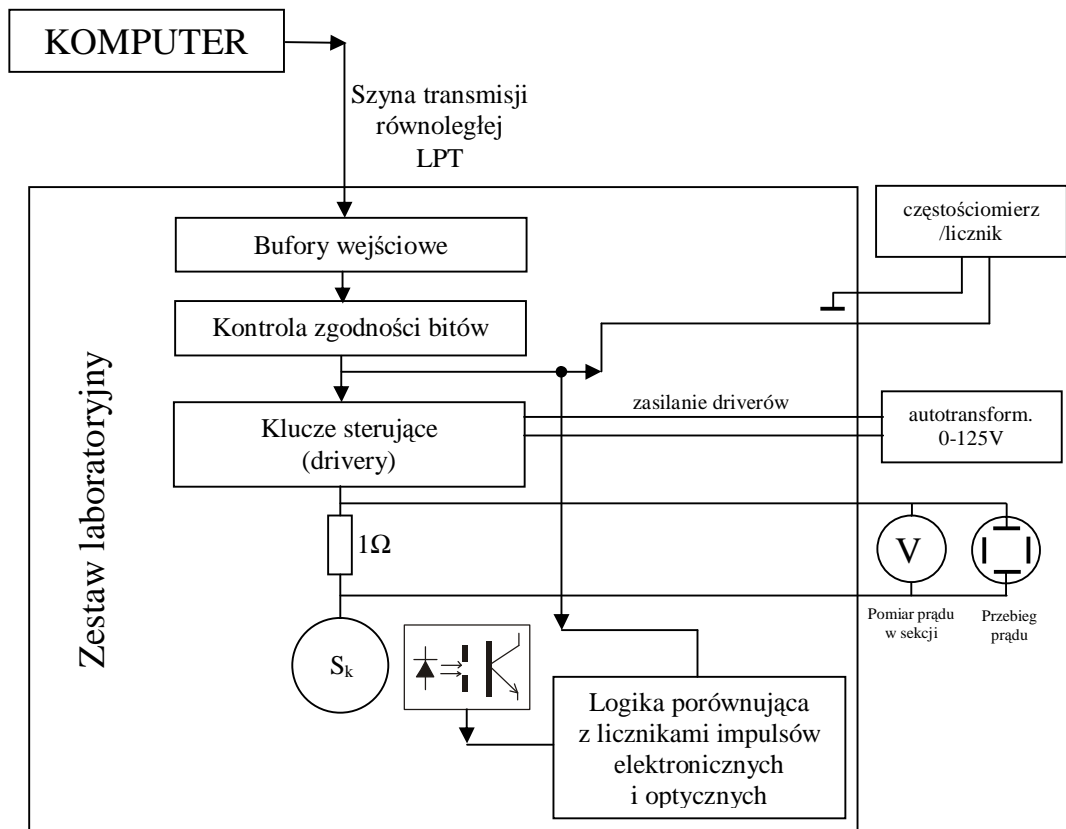 KOMPUTER
Szyna transmisji
równoległej
LPT
częstościomierz
/licznik
Bufory wejściowe
Kontrola zgodności bitów
zasilanie driverów
autotransform.
0-125V
Klucze sterujące
(drivery)
1Ω
V
Pomiar prądu
w sekcji
Przebieg
prądu
Zestaw laboratoryjny
Sk
Logika porównująca
z licznikami impulsów
elektronicznych
i optycznych